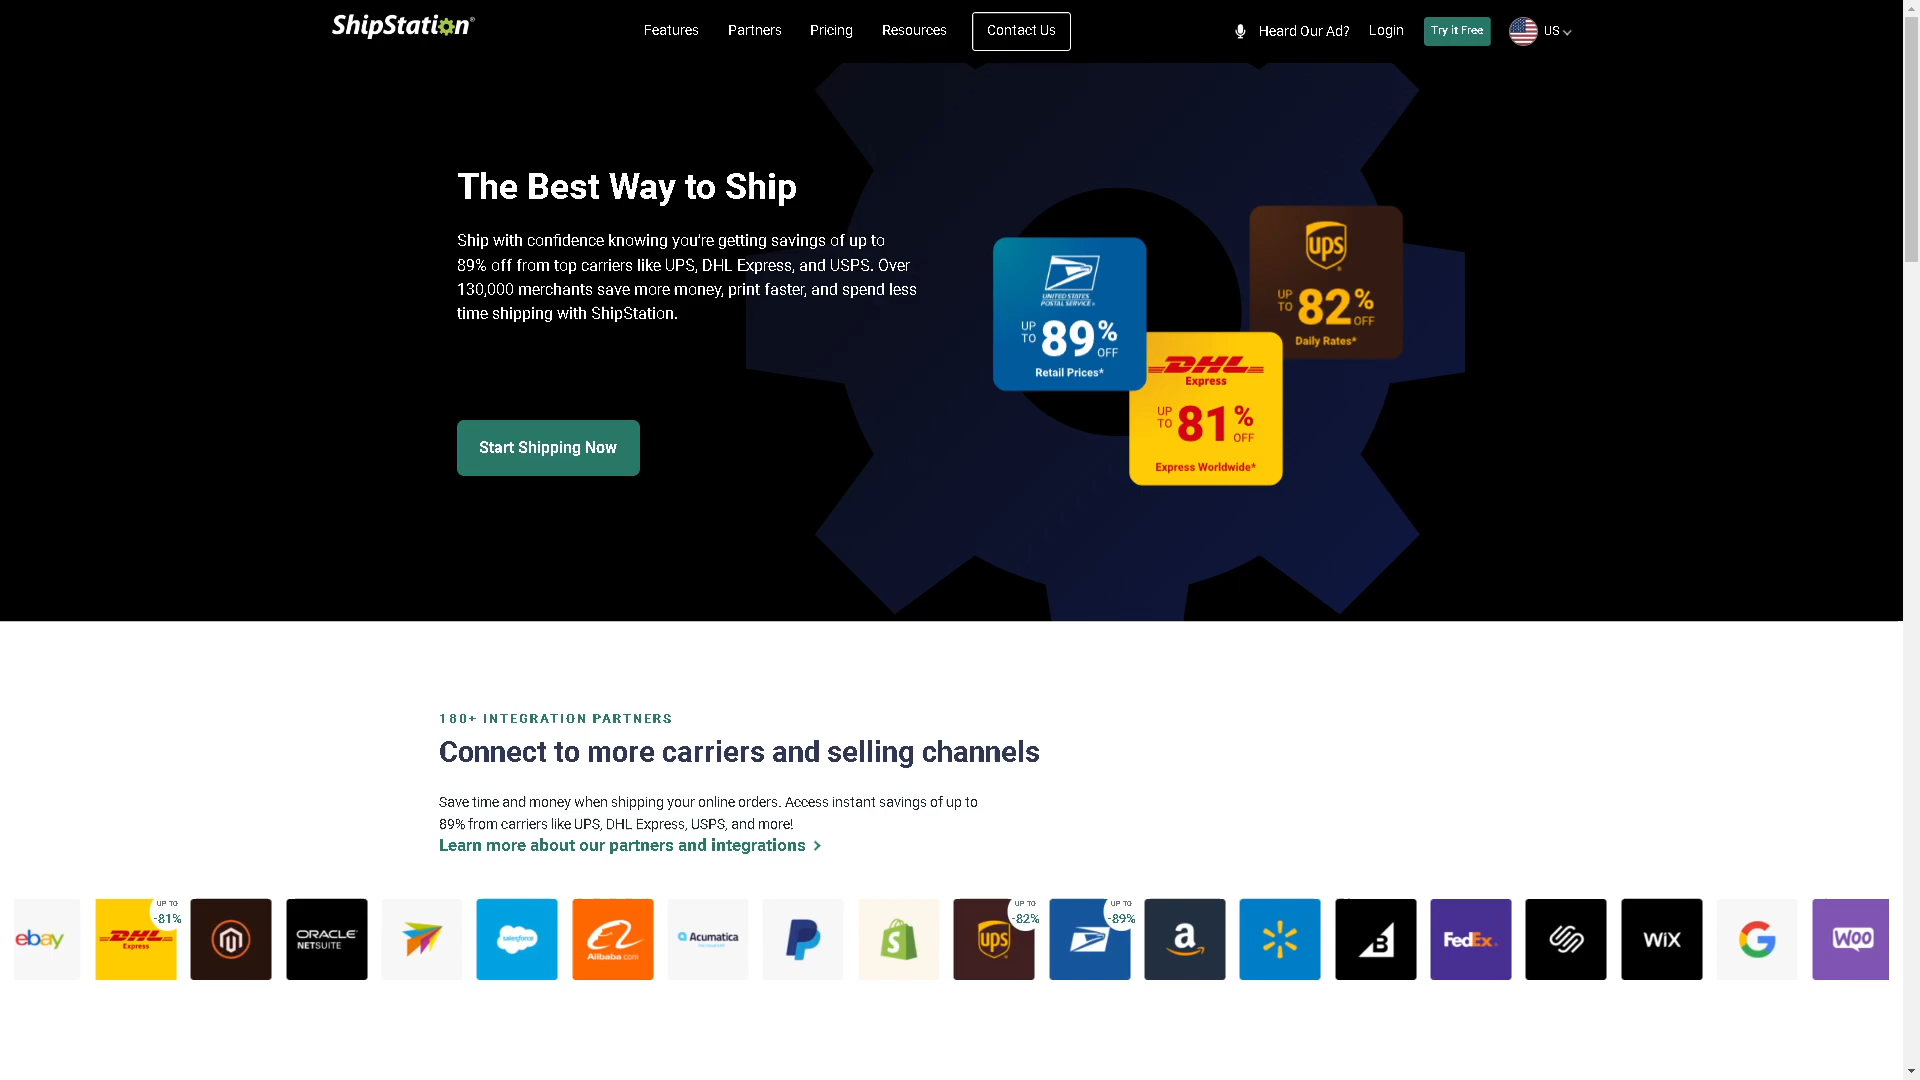 ShipStation®
Features
Partners
Pricing
Resources
Contact Us
Heard Our Ad?
Login
Try it Free
US
The Best Way to Ship
Ship with confidence knowing you’re getting savings of up to
89% off from top carriers like UPS, DHL Express, and USPS. Over
130,000 merchants save more money, print faster, and spend less
time shipping with ShipStation.
Start Shipping Now
UNITED STATES
POSTAL SERVICE®
UP TO 89% OFF
Retail Prices*
ups
UP TO 82% OFF
Daily Rates*
DHL
Express
UP TO 81% OFF
Express Worldwide*
180+ INTEGRATION PARTNERS
Connect to more carriers and selling channels
Save time and money when shipping your online orders. Access instant savings of up to
89% from carriers like UPS, DHL Express, USPS, and more!
Learn more about our partners and integrations
ebay
DHL
Express
UP TO
-81%
ORACLE
NETSUITE
salesforce
Alibaba.com
Acumatica
ups
UP TO
-82%
UP TO
-89%
a
B
FedEx
WiX
G
WOO